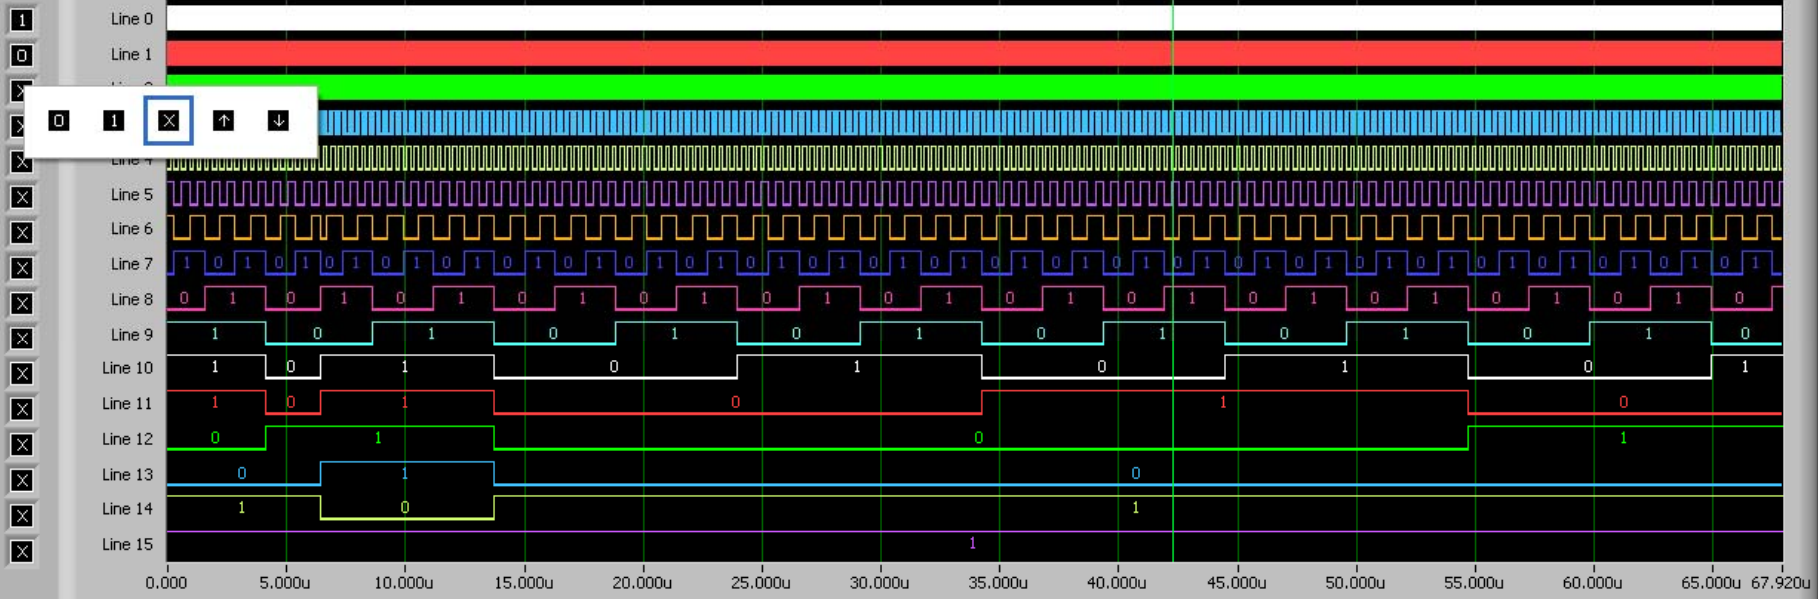 1 Line 0
0 Line 1
0 1 X ↑ ↓
X Line 5
X Line 6
X Line 7 1 0 1 0 1 0 1 0 1 0 1 0 1 0 1 0 1 0 1 0 1 0 1 0 1 0 1 0 1 0 1 0 1 0 1 0 1 0 1 0 1 0 1 0 1 0 1 0 1 0 1 0 1
X Line 8 0 1 0 1 0 1 0 1 0 1 0 1 0 1 0 1 0 1 0 1 0 1 0 1 0 1 0
X Line 9 1 0 1 0 1 0 1 0 1 0 1 0 1 0
X Line 10 1 0 1 0 1 0 1 0 1
X Line 11 1 0 1 0 1 0
X Line 12 0 1 0 1
X Line 13 0 1 0
X Line 14 1 0 1
X Line 15 1
0.000 5.000u 10.000u 15.000u 20.000u 25.000u 30.000u 35.000u 40.000u 45.000u 50.000u 55.000u 60.000u 65.000u 67.920u